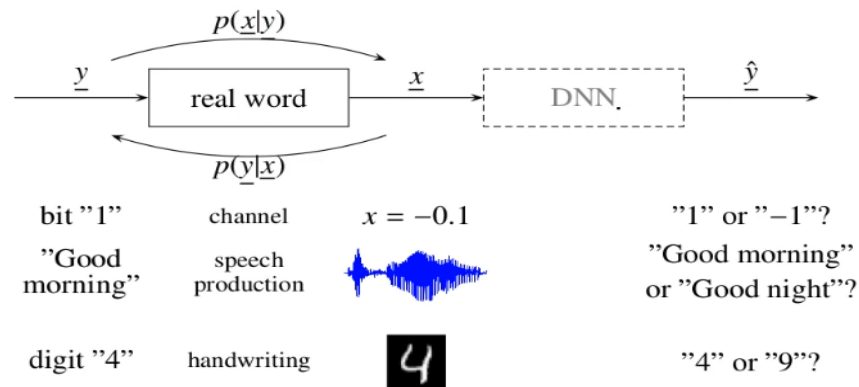 p(x|y)
y
x
ŷ
real word
DNN.
p(y|x)
bit ”1”
channel
x = −0.1
”1” or ”−1”?
”Good
morning”
speech
production
”Good morning”
or ”Good night”?
digit ”4”
handwriting
4
”4” or ”9”?